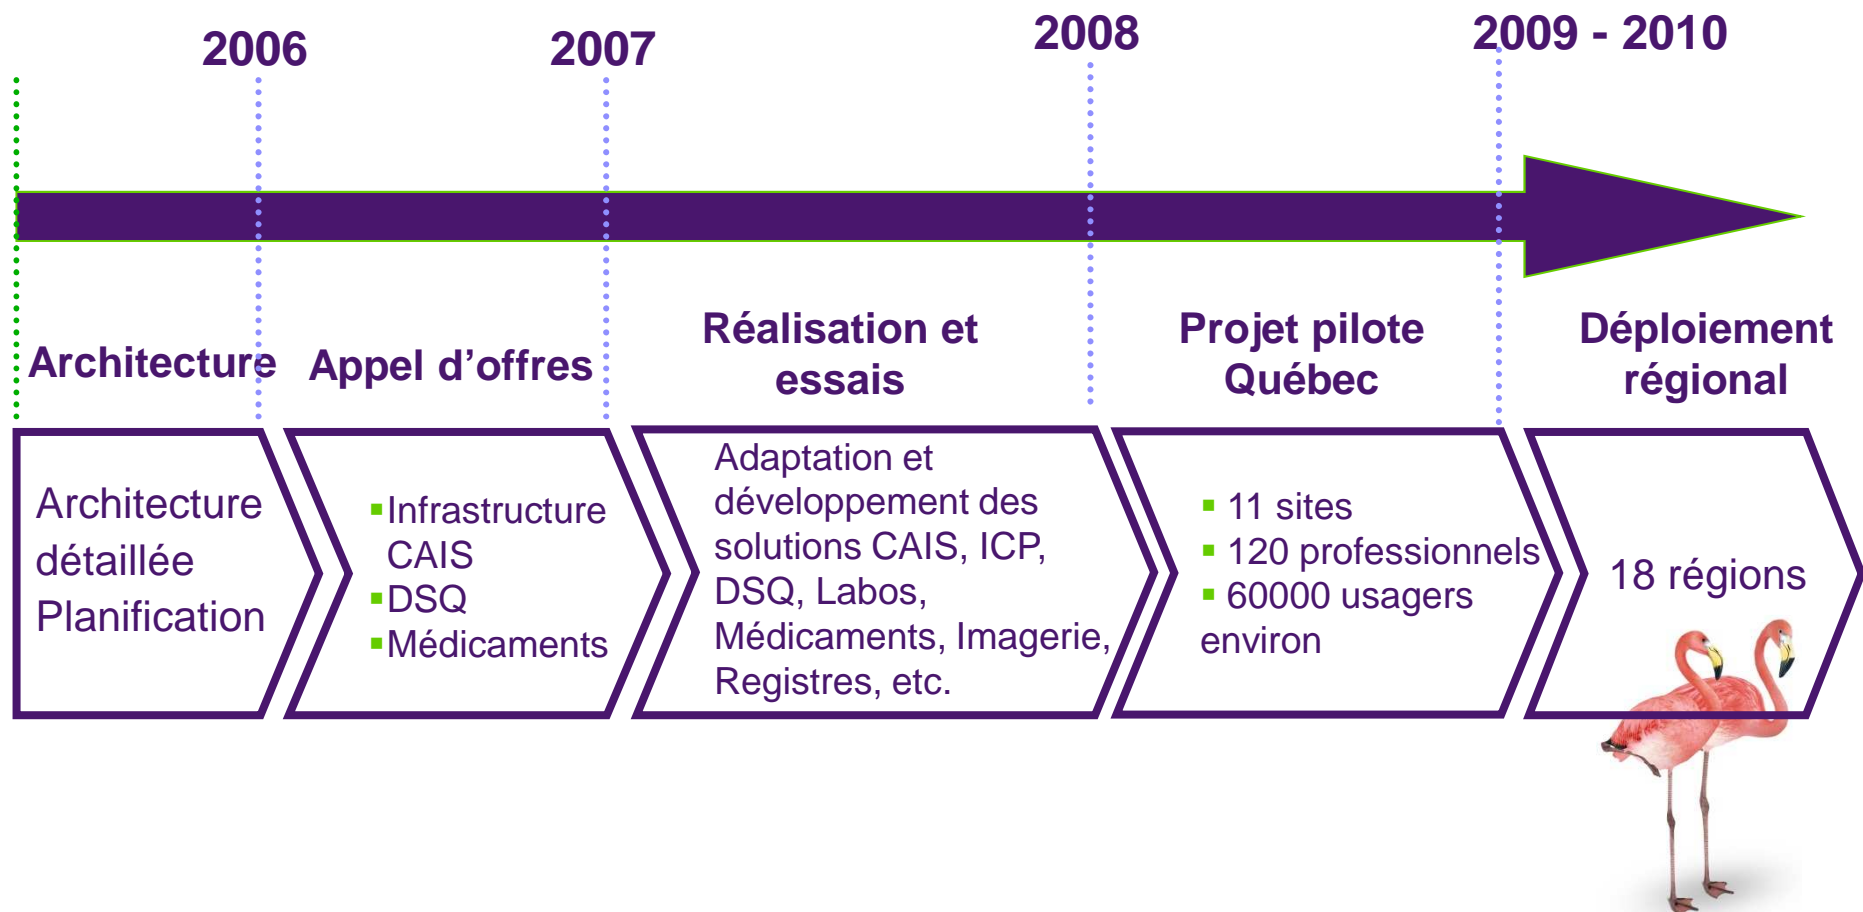 2006
2007
2008
2009 - 2010
Architecture
Appel d’offres
Réalisation et
essais
Projet pilote
Québec
Déploiement
régional
Architecture
détaillée
Planification
▪Infrastructure
CAIS
▪DSQ
▪Médicaments
Adaptation et
développement des
solutions CAIS, ICP,
DSQ, Labos,
Médicaments, Imagerie,
Registres, etc.
▪ 11 sites
▪ 120 professionnels
▪ 60000 usagers
environ
18 régions